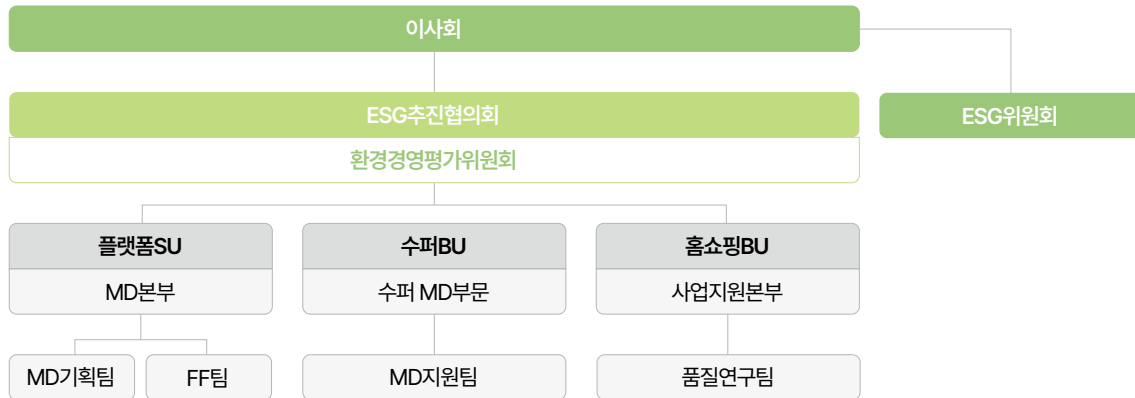 이사회
ESG추진협의회
ESG위원회
환경경영평가위원회
플랫폼SU
수퍼BU
홈쇼핑BU
MD본부
수퍼 MD부문
사업지원본부
MD기획팀
FF팀
MD지원팀
품질연구팀